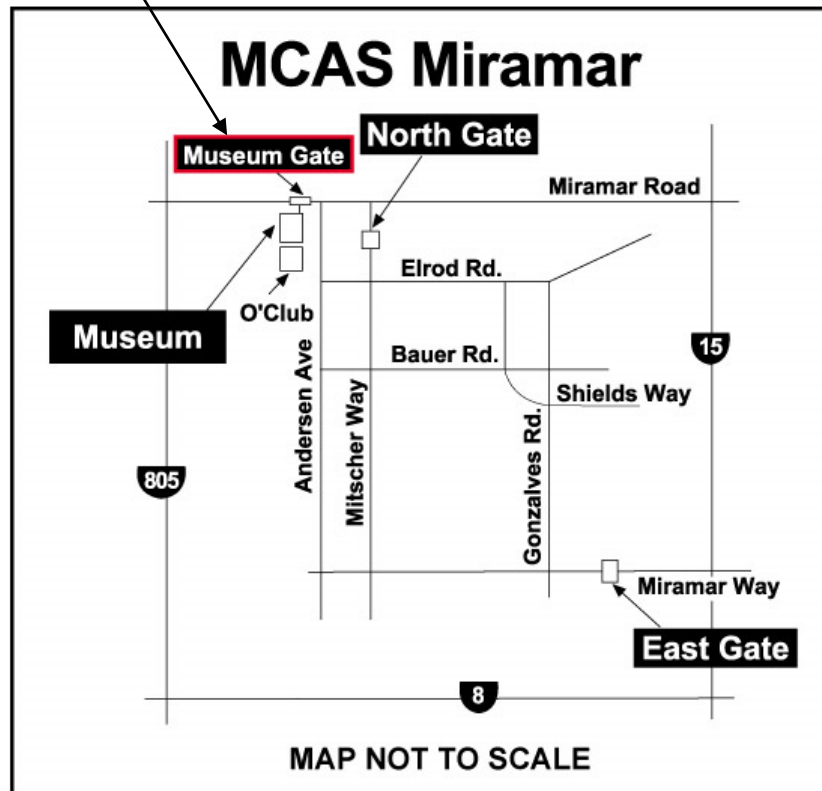 MCAS Miramar
Museum Gate
North Gate
Miramar Road
Elrod Rd.
O'Club
Museum
Bauer Rd.
15
Shields Way
Andersen Ave
Mitscher Way
Gonzalves Rd.
805
Miramar Way
East Gate
8
MAP NOT TO SCALE